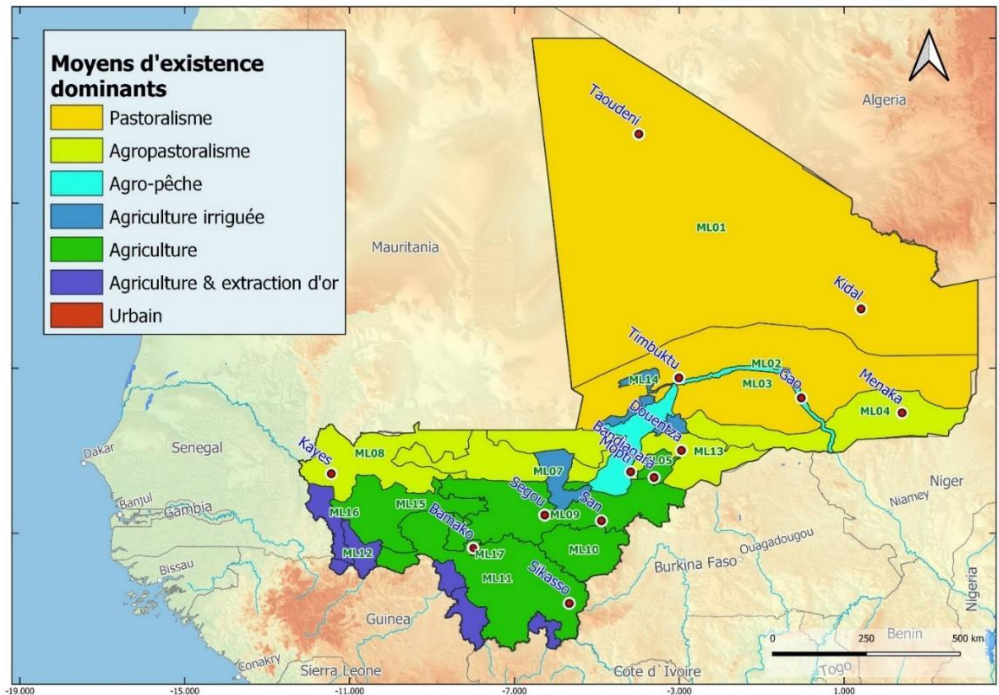 Moyens d'existence
dominants
Pastoralisme
Agropastoralisme
Agro-pêche
Agriculture irriguée
Agriculture
Agriculture & extraction d'or
Urbain
Taoudeni
Algeria
ML01
Mauritania
Kidal
Timbuktu
ML02
ML14
ML03
Gao
Menaka
ML04
Douentza
Bandiagara
Mopti
ML05
ML13
Dakar
Senegal
Kayes
ML08
ML07
Niger
Niamey
Segou
San
ML15
ML09
Banjul
Gambia
ML16
Bamako
ML17
ML10
Ouagadougou
Bissau
ML12
ML11
Sikasso
Burkina Faso
Nigeria
Guinea
Benin
0 250 500 km
Conakry
Sierra Leone
Cote d`Ivoire
Togo
-19.000 -15.000 -11.000 -7.000 -3.000 1.000